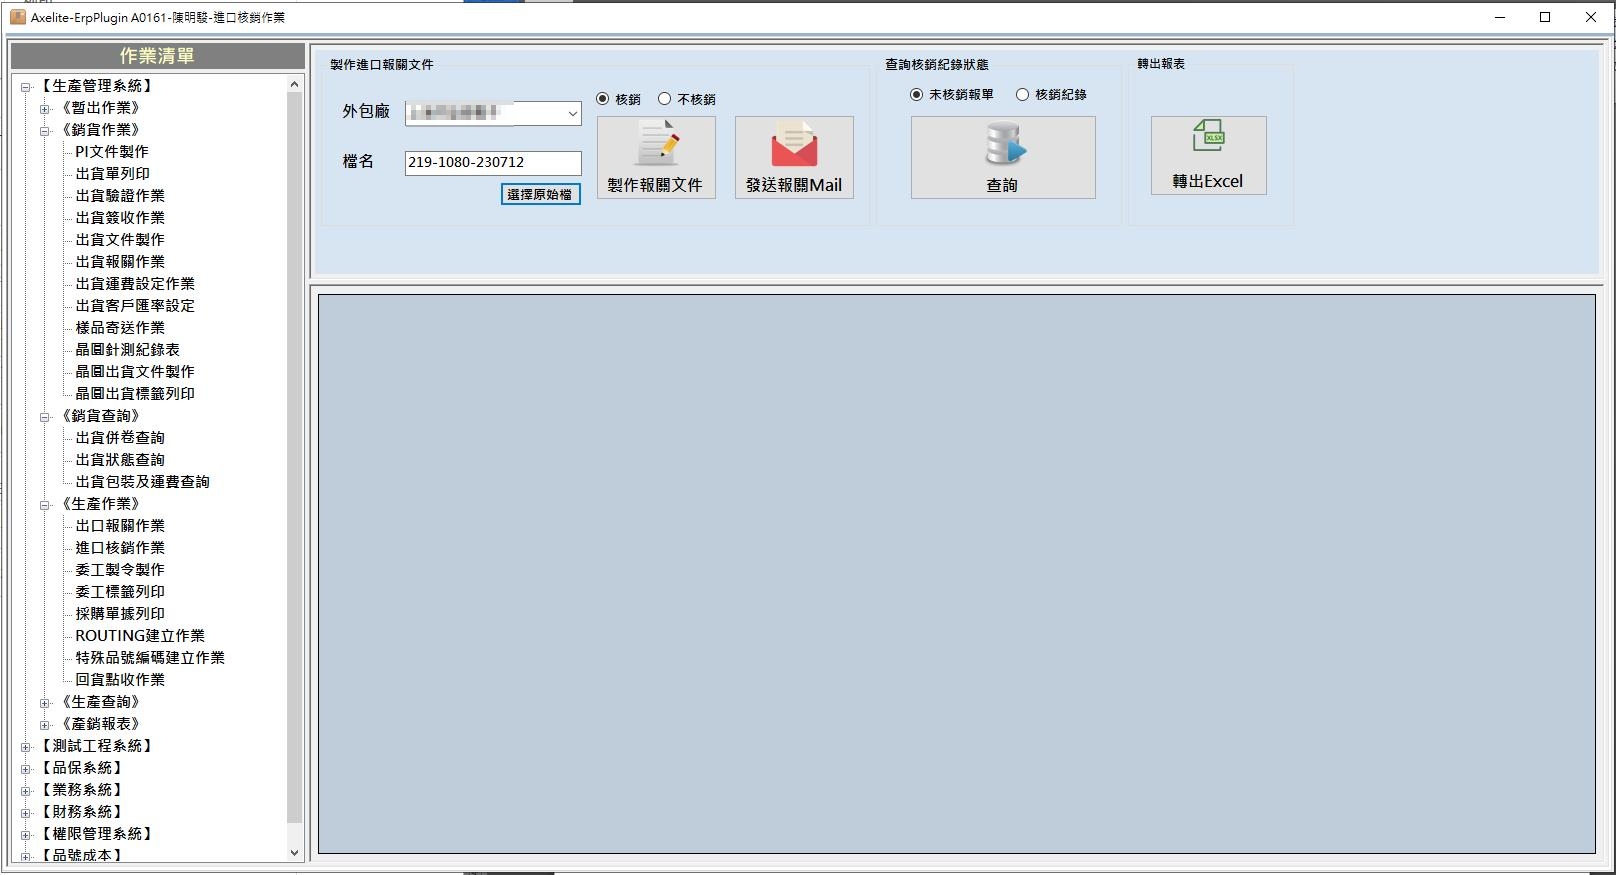 Axelite-ErpPlugin A0161-陳明駿-進口核銷作業
作業清單
【生產管理系統】
《暫出作業》
《銷貨作業》
PI文件製作
出貨單列印
出貨驗證作業
出貨簽收作業
出貨文件製作
出貨報關作業
出貨運費設定作業
出貨客戶匯率設定
樣品寄送作業
晶圓針測紀錄表
晶圓出貨文件製作
晶圓出貨標籤列印
《銷貨查詢》
出貨併卷查詢
出貨狀態查詢
出貨包裝及運費查詢
《生產作業》
出口報關作業
進口核銷作業
委工製令製作
委工標籤列印
採購單據列印
ROUTING建立作業
特殊品號編碼建立作業
回貨點收作業
《生產查詢》
《產銷報表》
【測試工程系統】
【品保系統】
【業務系統】
【財務系統】
【權限管理系統】
【品號成本】
製作進口報關文件
外包廠
核銷 不核銷
檔名 219-1080-230712
選擇原始檔
製作報關文件
發送報關Mail
查詢核銷紀錄狀態
未核銷報單 核銷紀錄
查詢
轉出報表
XLSX
轉出Excel